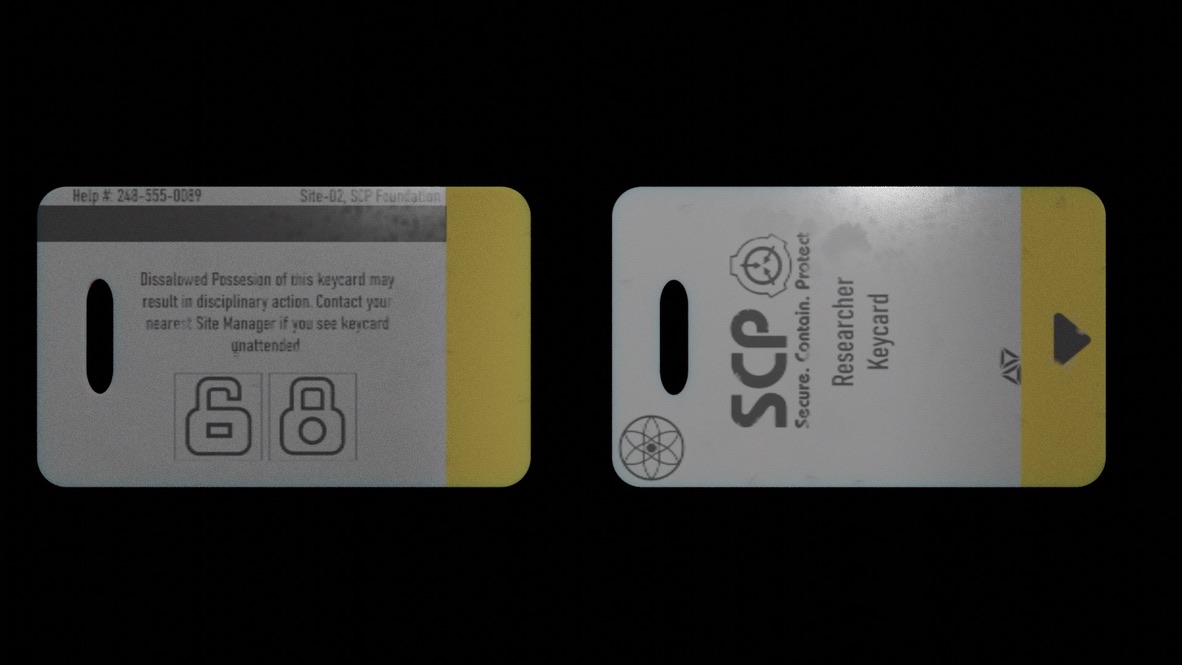 Help #: 248-555-0089
Site-02, SCP Foundation
Dissalowed Possesion of this keycard may
result in disciplinary action. Contact your
nearest Site Manager if you see keycard
unattended
SCP
Secure. Contain. Protect
Researcher
Keycard